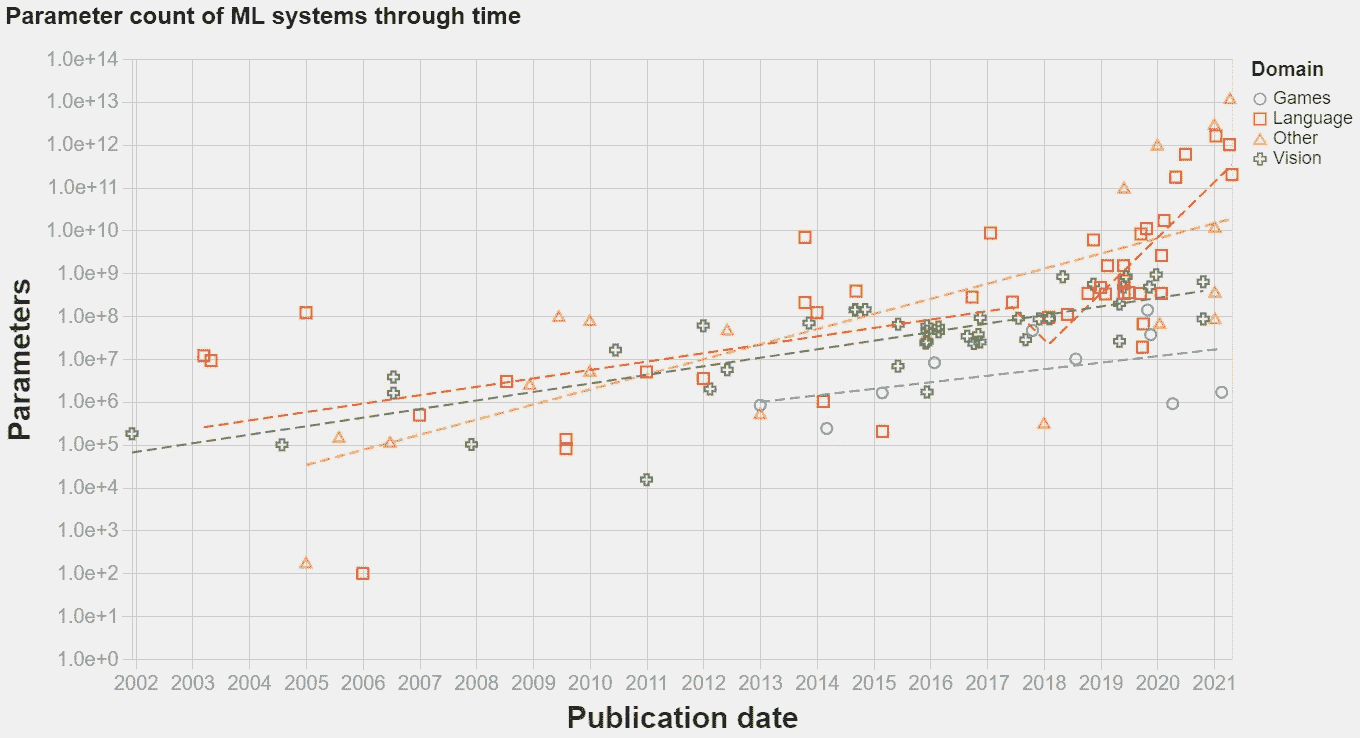 Parameter count of ML systems through time
1.0e+14
1.0e+13
1.0e+12
1.0e+11
1.0e+10
1.0e+9
1.0e+8
1.0e+7
1.0e+6
1.0e+5
1.0e+4
1.0e+3
1.0e+2
1.0e+1
1.0e+0
Parameters
2002 2003 2004 2005 2006 2007 2008 2009 2010 2011 2012 2013 2014 2015 2016 2017 2018 2019 2020 2021
Publication date
Domain
Games
Language
Other
Vision